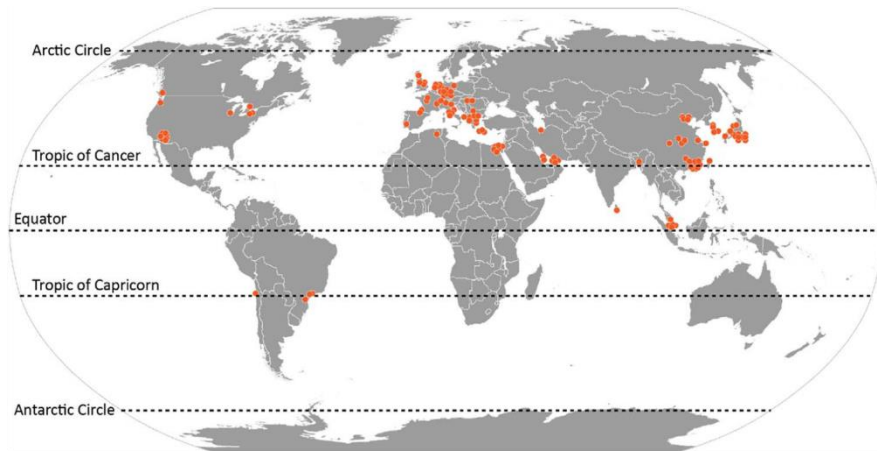 Arctic Circle
Tropic of Cancer
Equator
Tropic of Capricorn
Antarctic Circle